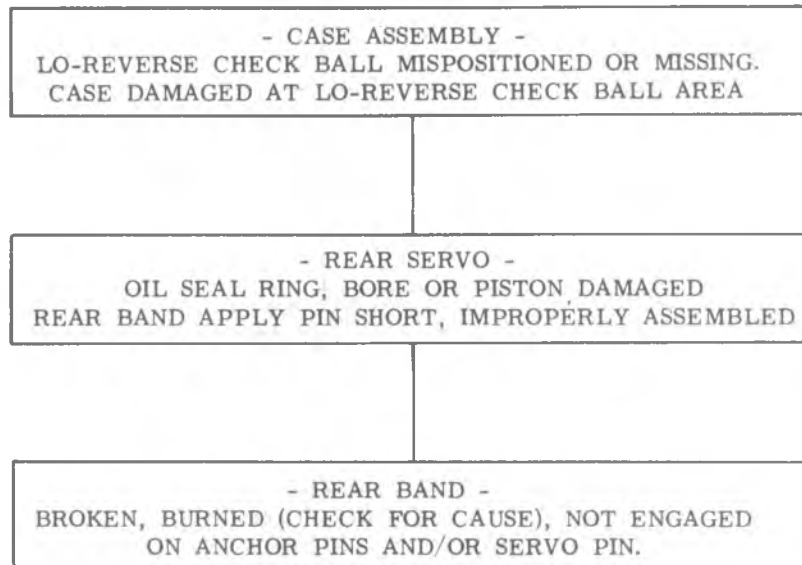 - CASE ASSEMBLY -
LO-REVERSE CHECK BALL MISPOSITIONED OR MISSING.
CASE DAMAGED AT LO-REVERSE CHECK BALL AREA
- REAR SERVO -
OIL SEAL RING, BORE OR PISTON DAMAGED
REAR BAND APPLY PIN SHORT, IMPROPERLY ASSEMBLED
- REAR BAND -
BROKEN, BURNED (CHECK FOR CAUSE), NOT ENGAGED
ON ANCHOR PINS AND/OR SERVO PIN.